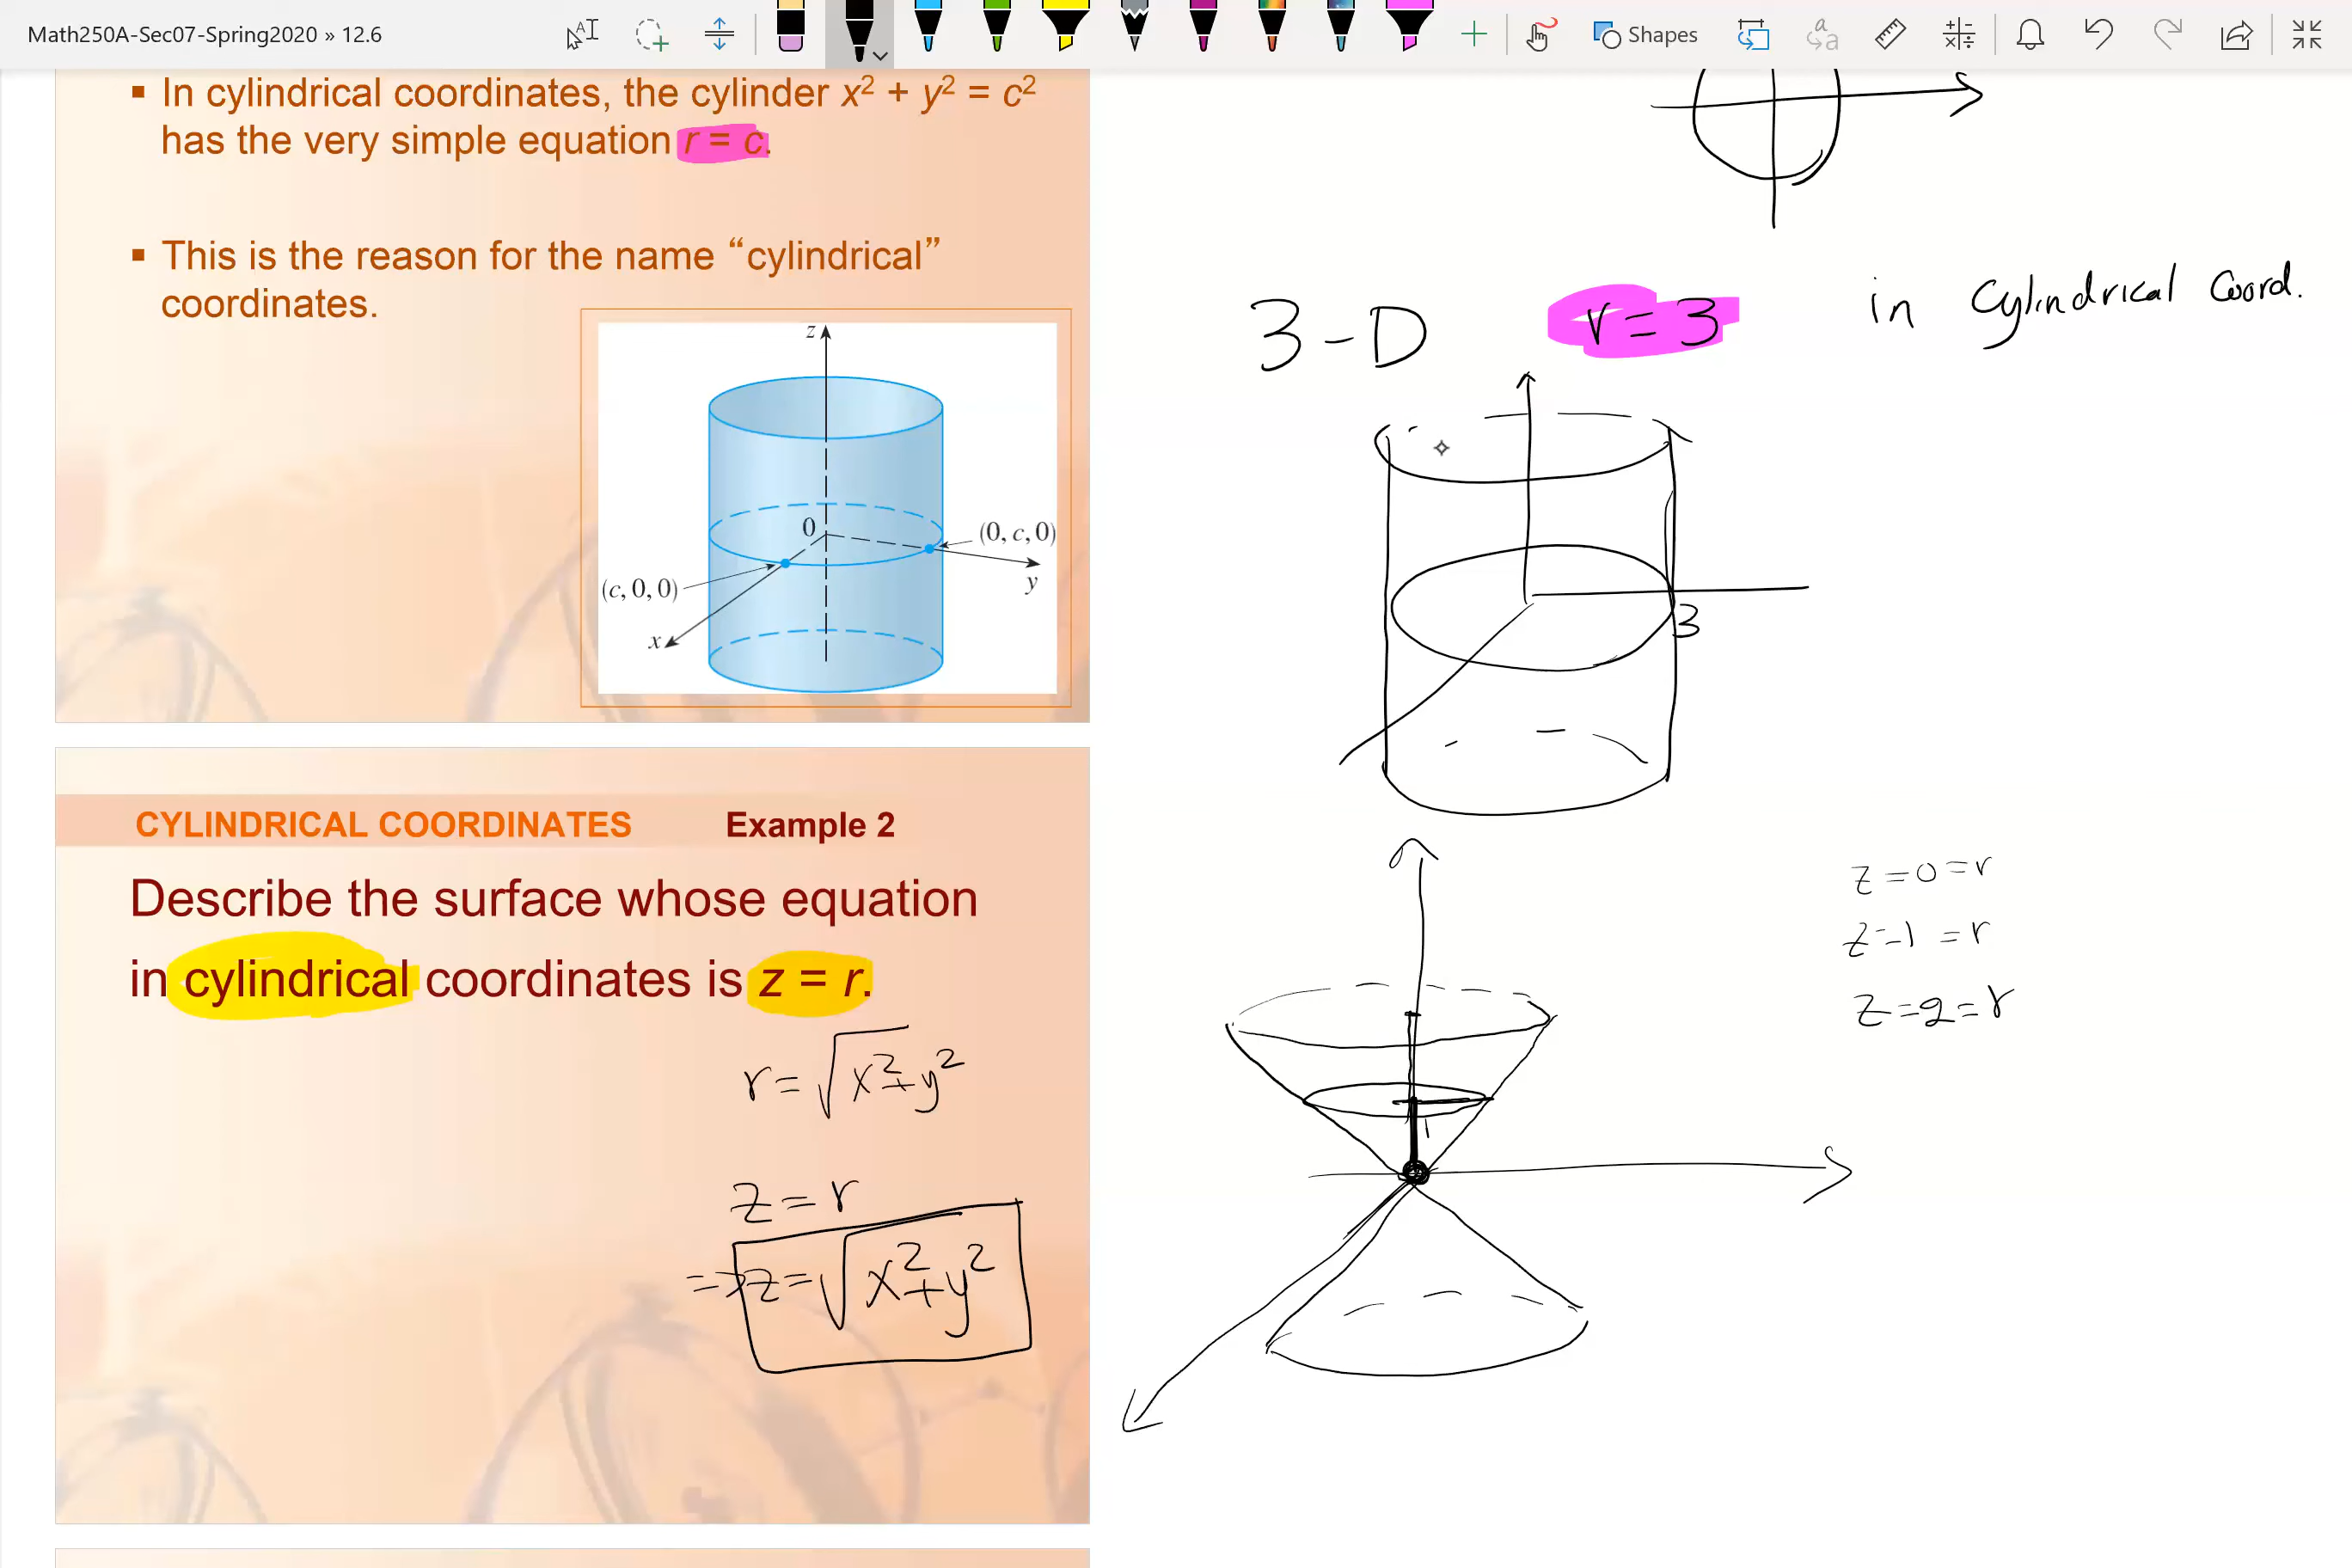 Math250A-Sec07-Spring2020 » 12.6
Shapes
▪ In cylindrical coordinates, the cylinder x² + y² = c²
has the very simple equation r = c.
▪ This is the reason for the name “cylindrical”
coordinates.
z
0
(0, c, 0)
(c, 0, 0)
y
x
3-D r = 3 in Cylindrical Coord.
3
CYLINDRICAL COORDINATES Example 2
Describe the surface whose equation
in cylindrical coordinates is z = r.
r = √x²+y²
z = r
=> z = √x²+y²
z = 0 = r
z = 1 = r
z = 2 = r
1